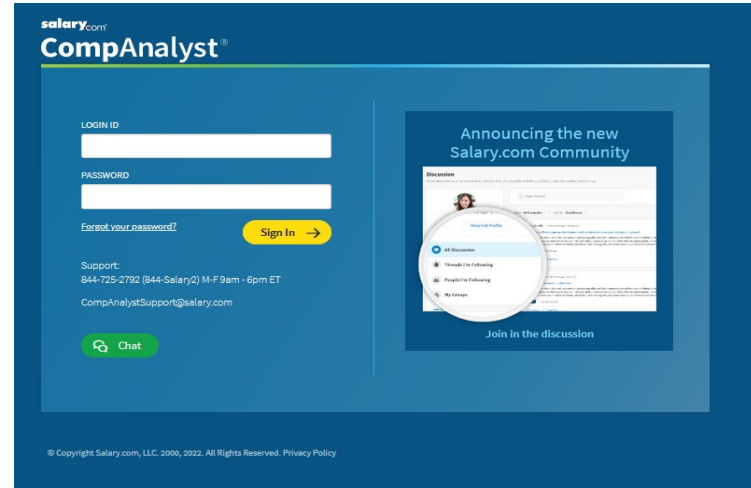 salary.com
CompAnalyst®
LOGIN ID
PASSWORD
Forgot your password?
Sign In
Support:
844-725-2792 (844-Salary2) M-F 9am - 6pm ET
CompAnalystSupport@salary.com
Chat
Announcing the new
Salary.com Community
Discussion
View Full Profile
All Discussion
Threads I'm Following
People I'm Following
My Groups
Join in the discussion
© Copyright Salary.com, LLC. 2000, 2022. All Rights Reserved. Privacy Policy